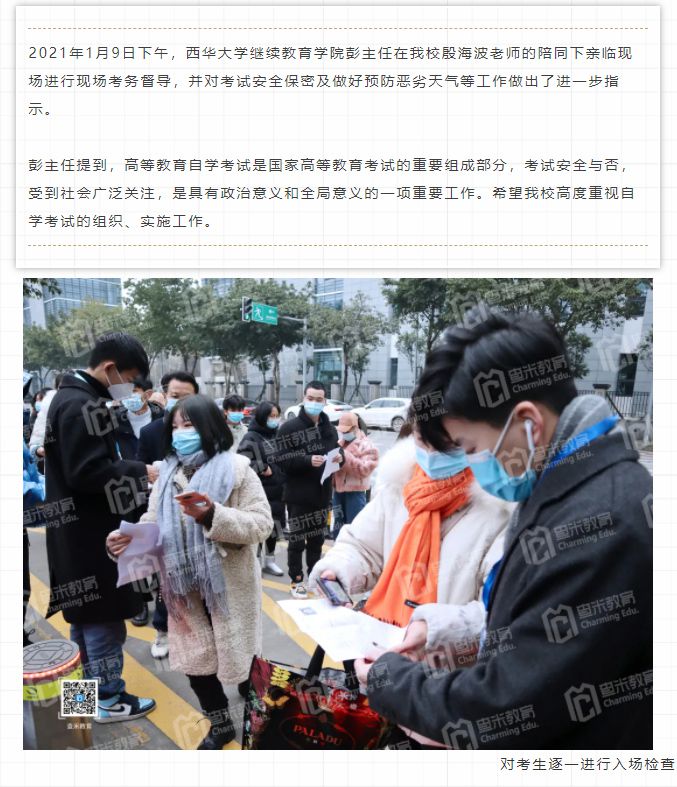 2021年1月9日下午，西华大学继续教育学院彭主任在我校殷海波老师的陪同下亲临现
场进行现场考务督导，并对考试安全保密及做好预防恶劣天气等工作做出了进一步指
示。
彭主任提到，高等教育自学考试是国家高等教育考试的重要组成部分，考试安全与否，
受到社会广泛关注，是具有政治意义和全局意义的一项重要工作。希望我校高度重视自
学考试的组织、实施工作。
查米教育
Charming Edu.
PALADU
查米教育
对考生逐一进行入场检查